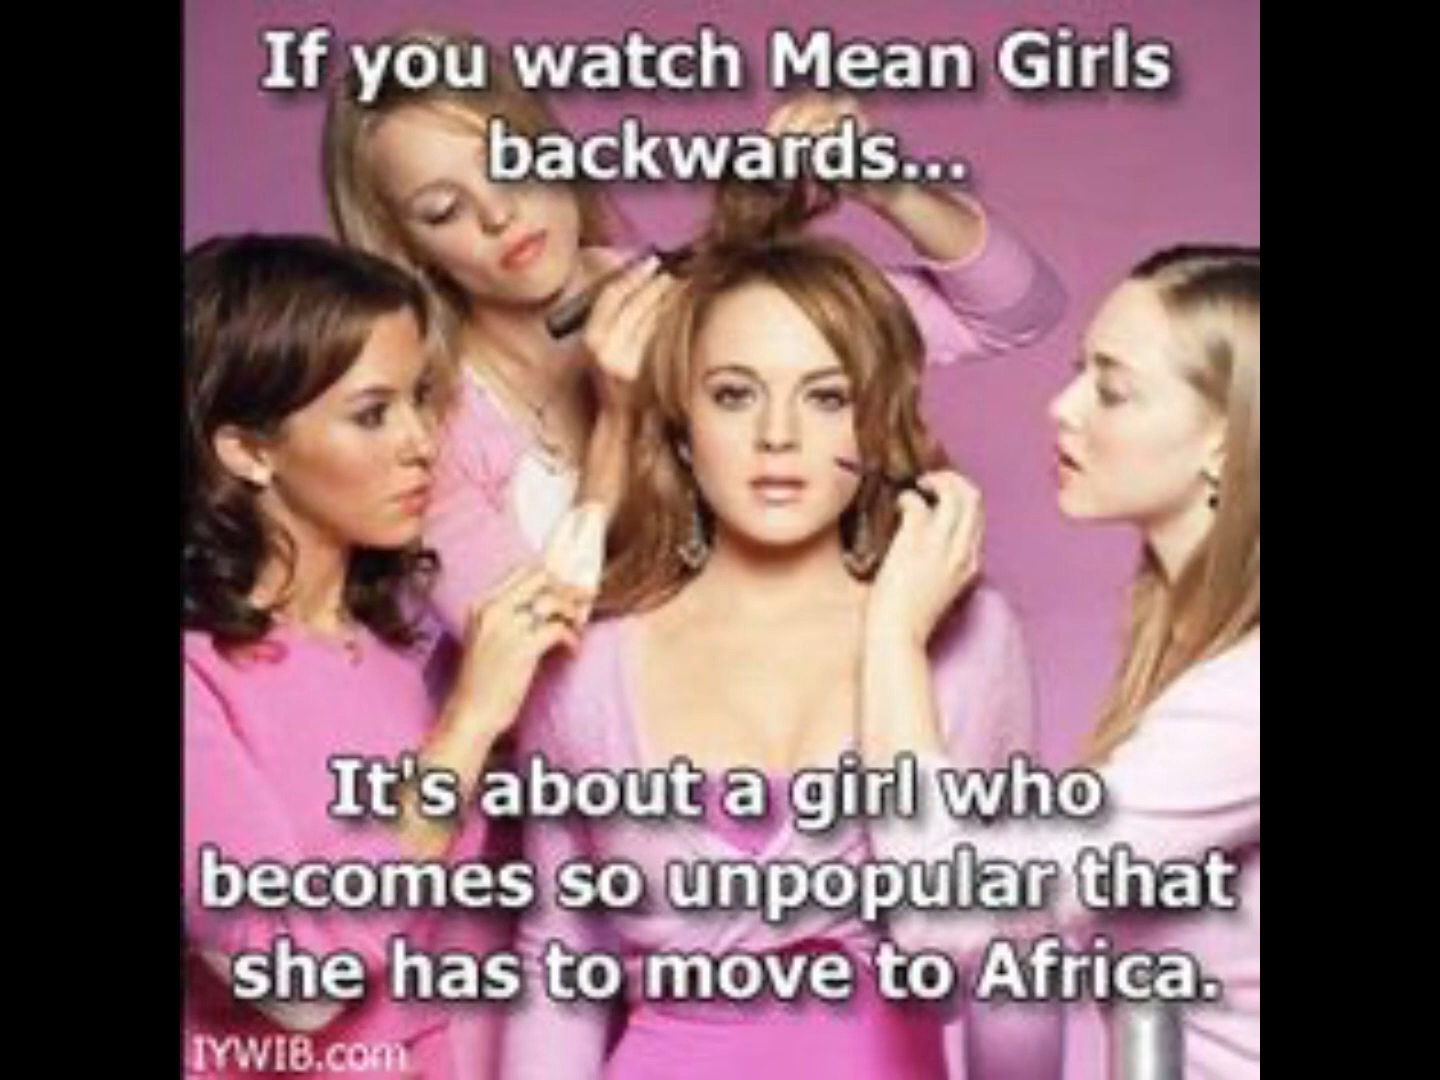 If you watch Mean Girls
backwards...
It's about a girl who
becomes so unpopular that
she has to move to Africa.
IYWIB.com